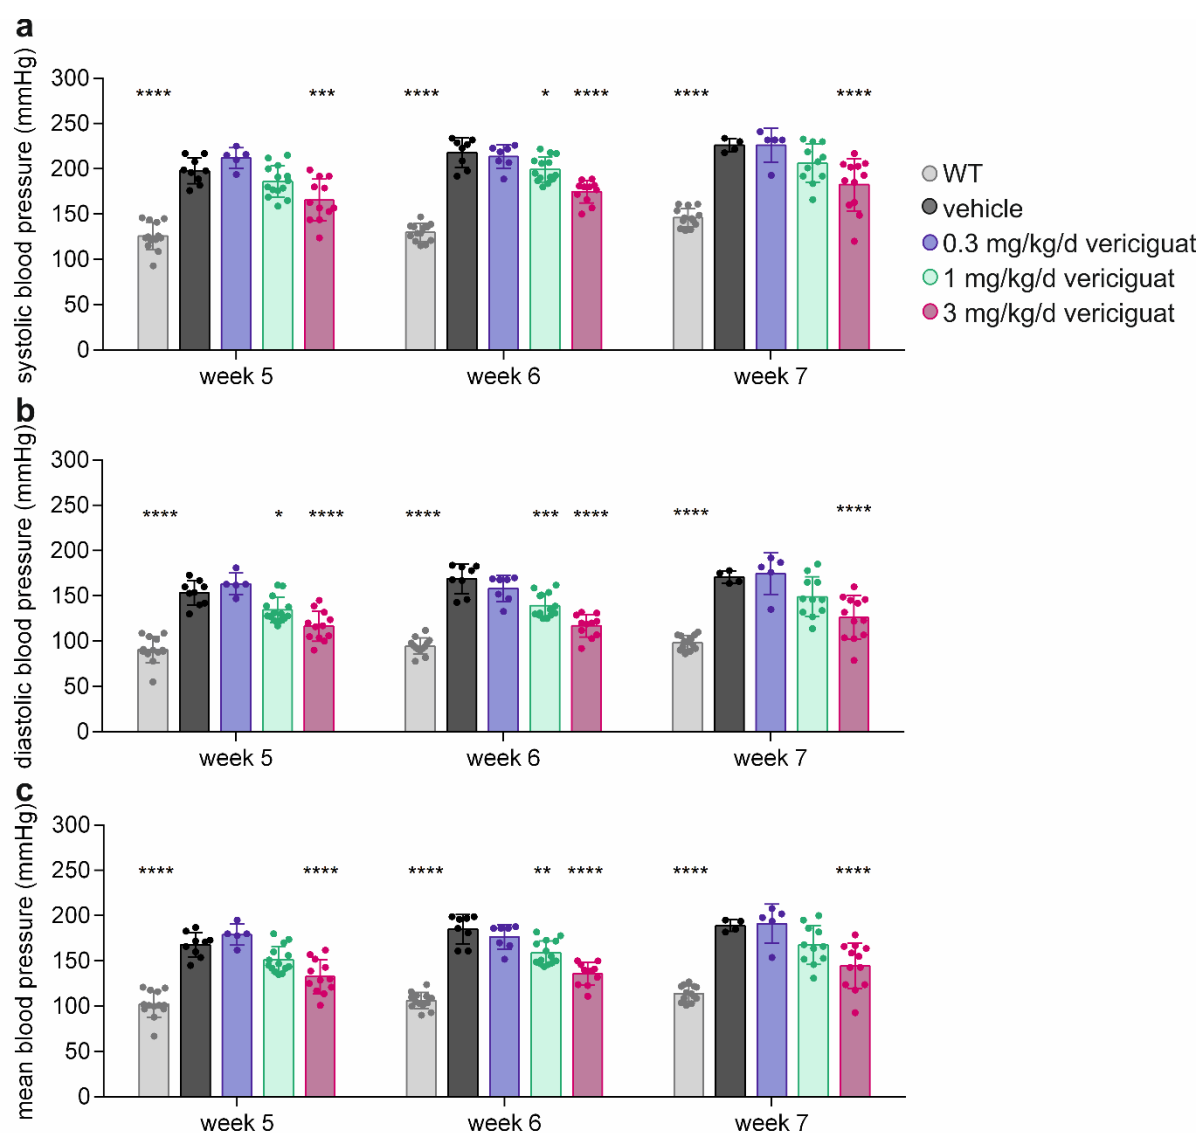 a
systolic blood pressure (mmHg)
300
250
200
150
100
50
0
**** *** **** * **** **** ****
week 5 week 6 week 7
WT
vehicle
0.3 mg/kg/d vericiguat
1 mg/kg/d vericiguat
3 mg/kg/d vericiguat
b
diastolic blood pressure (mmHg)
300
250
200
150
100
50
0
**** * **** **** *** **** **** ****
week 5 week 6 week 7
c
mean blood pressure (mmHg)
300
250
200
150
100
50
0
**** **** **** ** **** **** ****
week 5 week 6 week 7